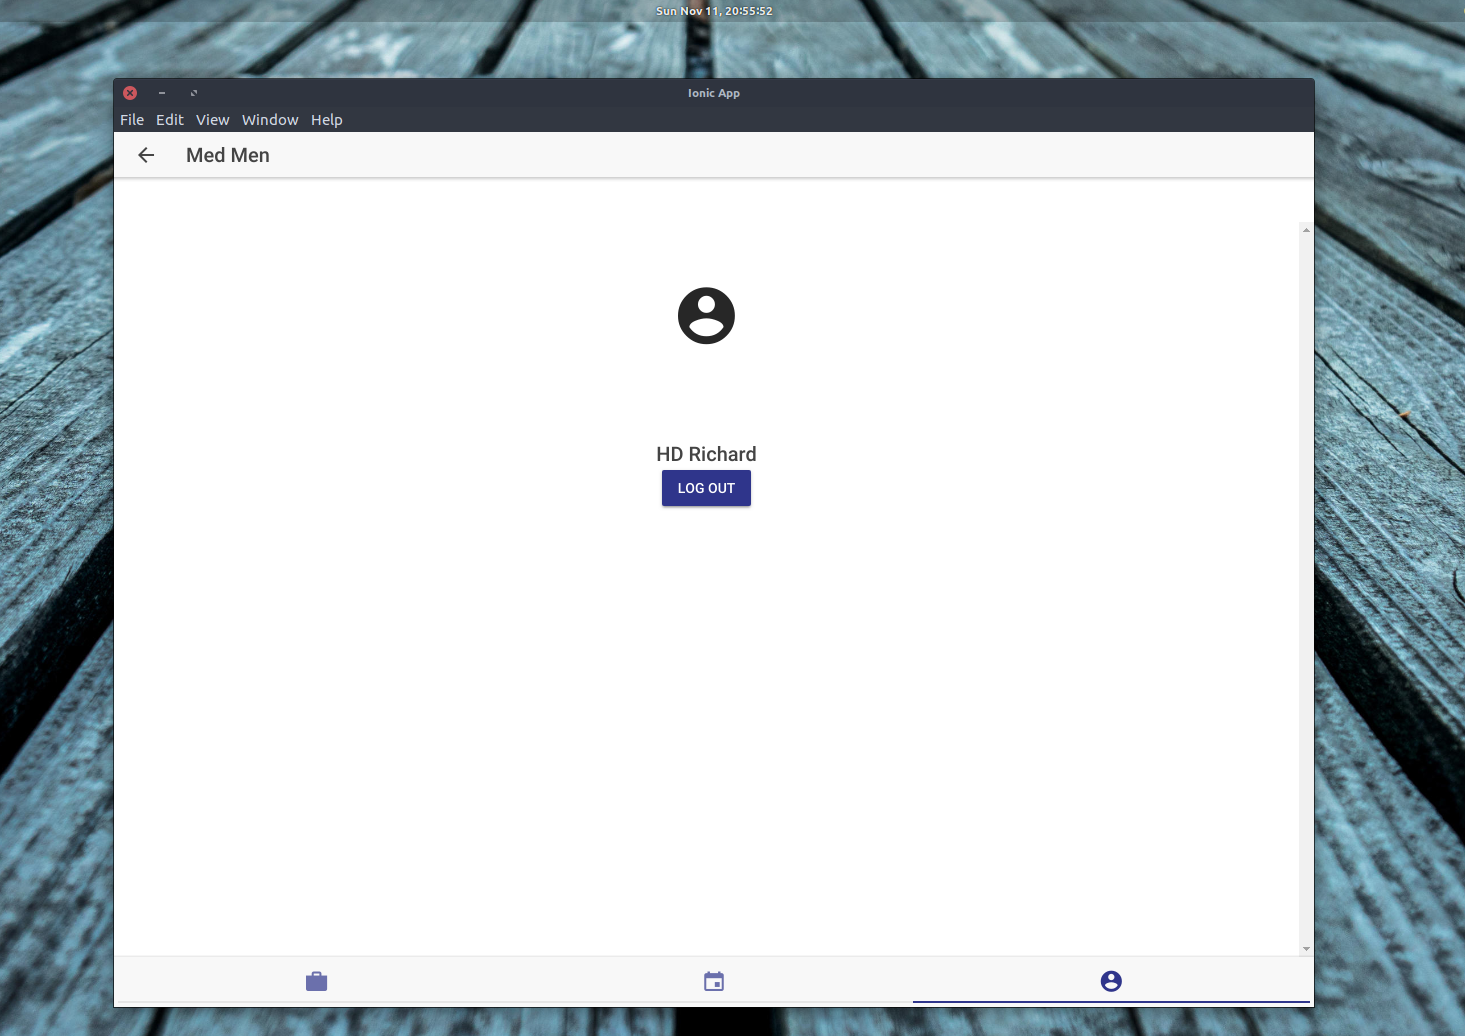 Sun Nov 11, 20:55:52
Ionic App
File Edit View Window Help
Med Men
HD Richard
LOG OUT